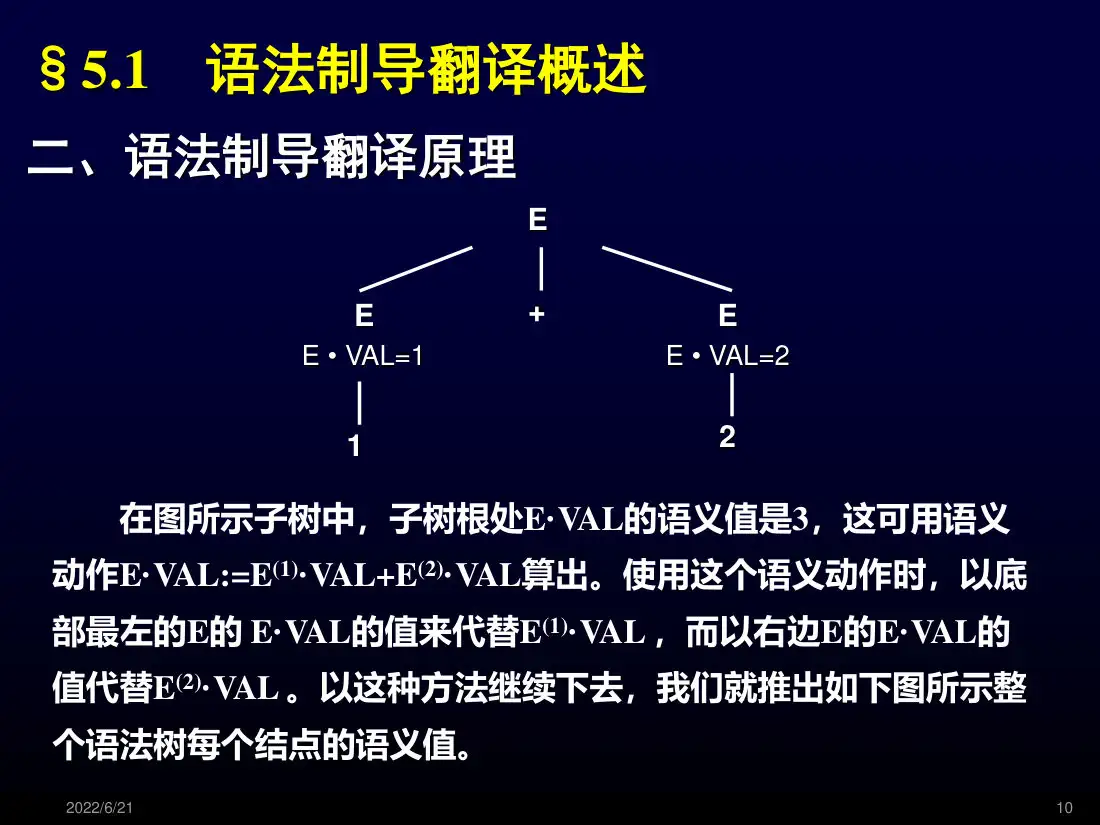 §5.1 语法制导翻译概述
二、语法制导翻译原理
E
E + E
E • VAL=1 E • VAL=2
1 2
在图所示子树中，子树根处E·VAL的语义值是3，这可用语义
动作E·VAL:=E⁽¹⁾·VAL+E⁽²⁾·VAL算出。使用这个语义动作时，以底
部最左的E的 E·VAL的值来代替E⁽¹⁾·VAL ，而以右边E的E·VAL的
值代替E⁽²⁾·VAL 。以这种方法继续下去，我们就推出如下图所示整
个语法树每个结点的语义值。
2022/6/21 10